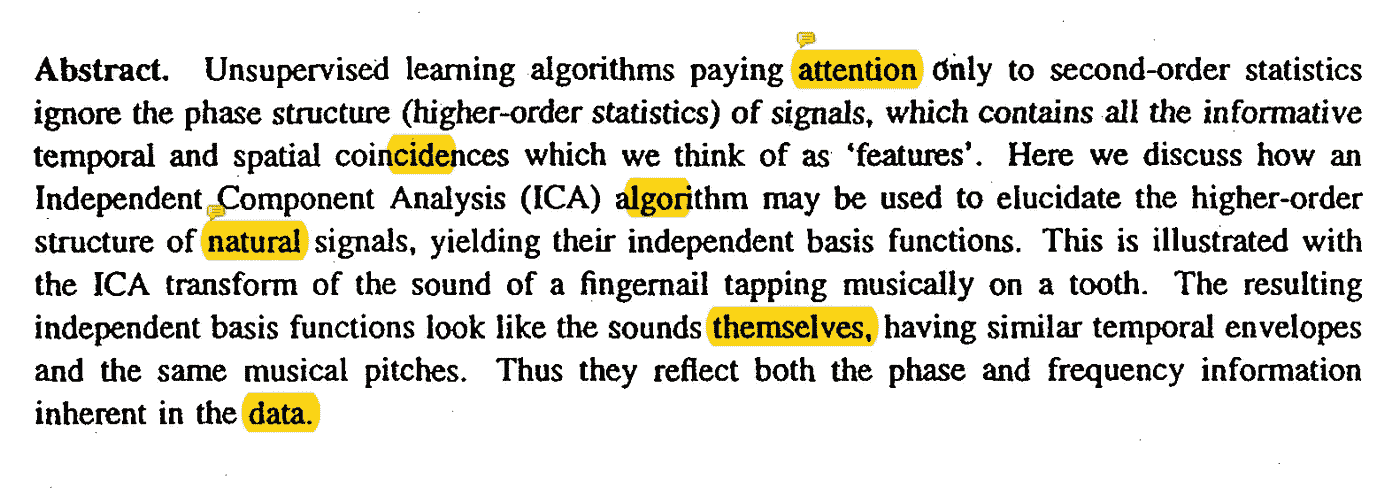 Abstract. Unsupervised learning algorithms paying attention only to second-order statistics
ignore the phase structure (higher-order statistics) of signals, which contains all the informative
temporal and spatial coincidences which we think of as ‘features’. Here we discuss how an
Independent Component Analysis (ICA) algorithm may be used to elucidate the higher-order
structure of natural signals, yielding their independent basis functions. This is illustrated with
the ICA transform of the sound of a fingernail tapping musically on a tooth. The resulting
independent basis functions look like the sounds themselves, having similar temporal envelopes
and the same musical pitches. Thus they reflect both the phase and frequency information
inherent in the data.